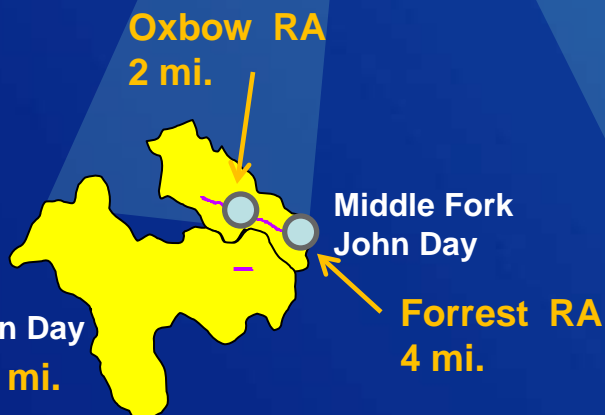 Oxbow RA
2 mi.
Middle Fork
John Day
Forrest RA
4 mi.
Day
mi.